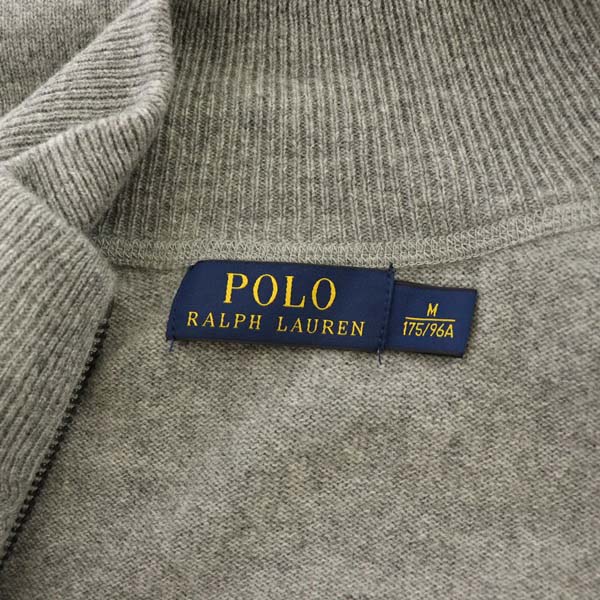 POLO
RALPH LAUREN
M
175/96A